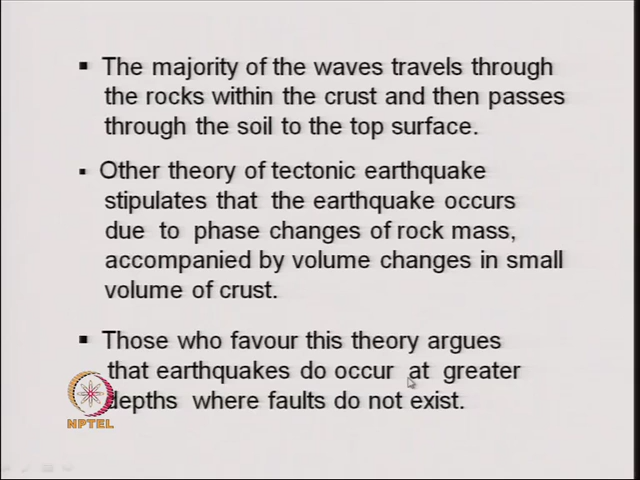 ▪ The majority of the waves travels through
the rocks within the crust and then passes
through the soil to the top surface.
▪ Other theory of tectonic earthquake
stipulates that the earthquake occurs
due to phase changes of rock mass,
accompanied by volume changes in small
volume of crust.
▪ Those who favour this theory argues
that earthquakes do occur at greater
depths where faults do not exist.
NPTEL